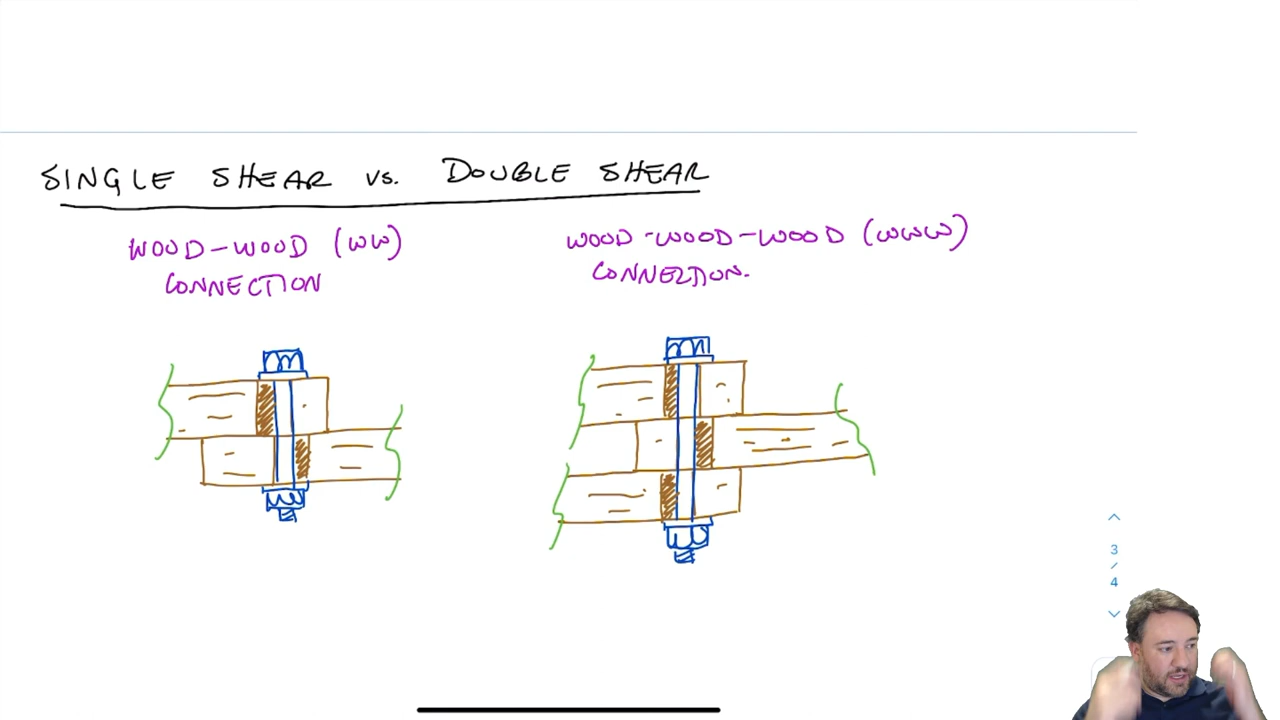 SINGLE SHEAR vs. DOUBLE SHEAR
WOOD-WOOD (WW)
CONNECTION
WOOD-WOOD-WOOD (WWW)
CONNECTION.
3
/
4